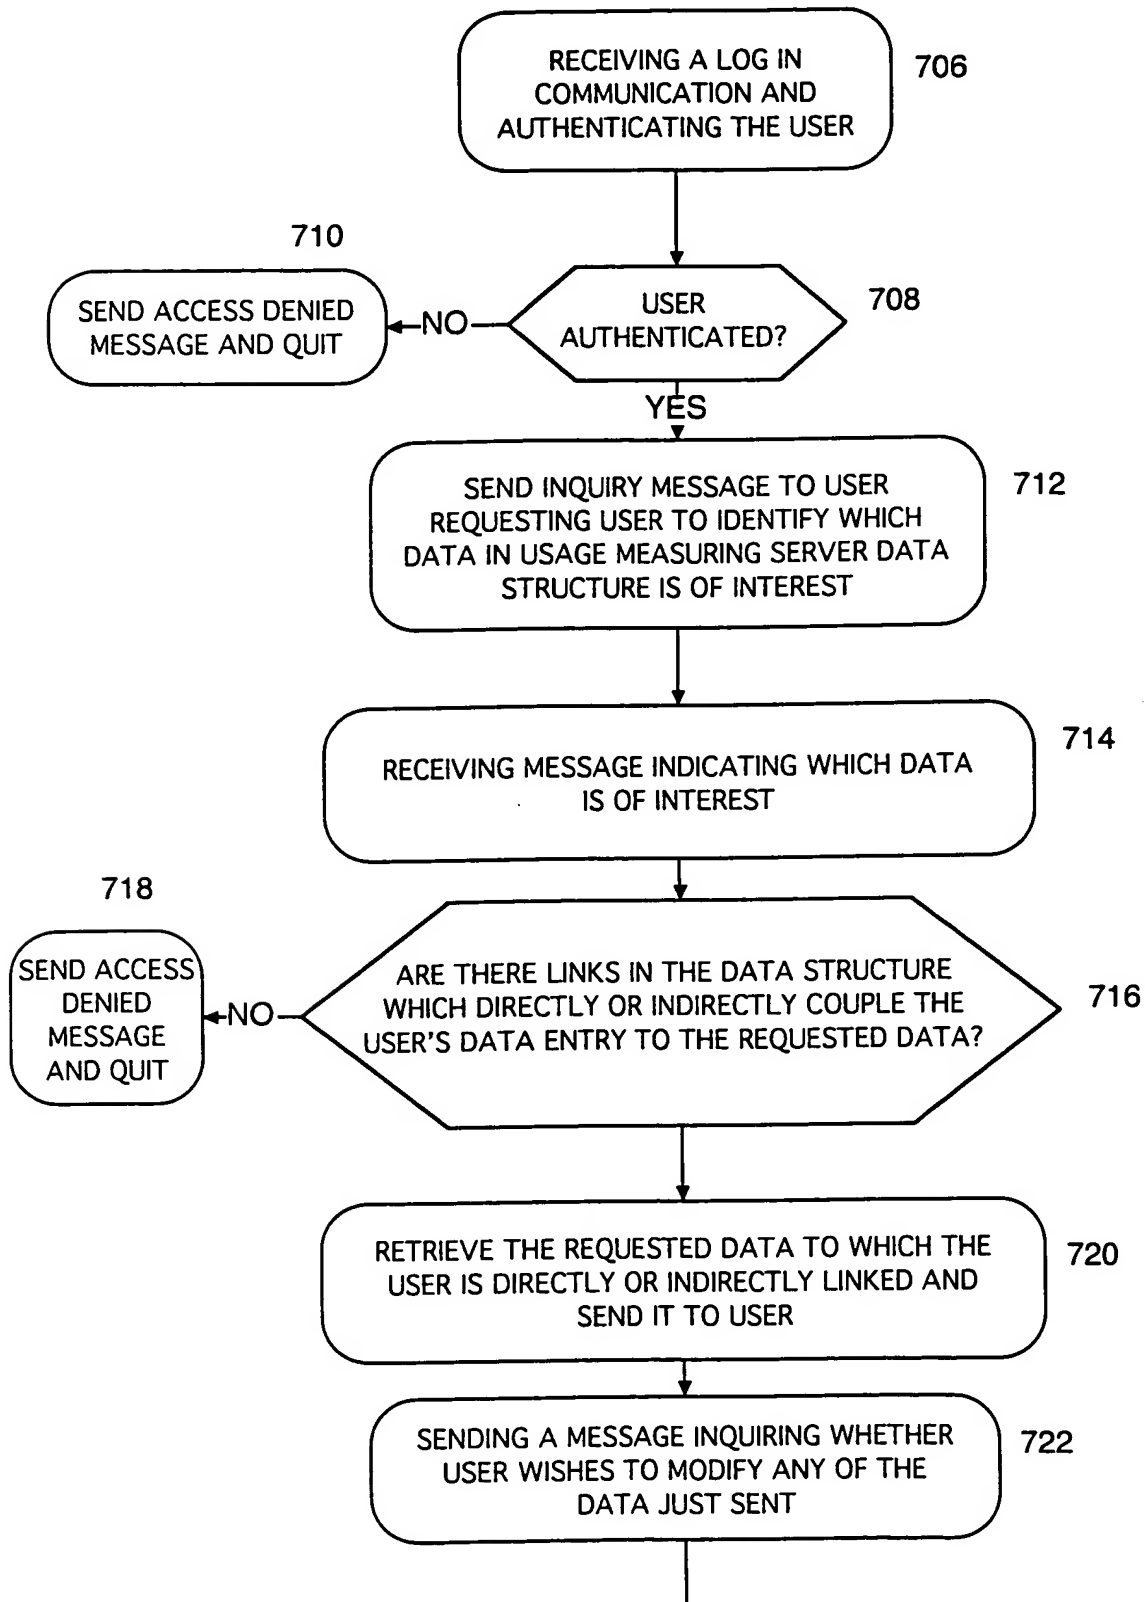 RECEIVING A LOG IN
COMMUNICATION AND
AUTHENTICATING THE USER
706
710
SEND ACCESS DENIED
MESSAGE AND QUIT
NO
USER
AUTHENTICATED?
708
YES
SEND INQUIRY MESSAGE TO USER
REQUESTING USER TO IDENTIFY WHICH
DATA IN USAGE MEASURING SERVER DATA
STRUCTURE IS OF INTEREST
712
RECEIVING MESSAGE INDICATING WHICH DATA
IS OF INTEREST
714
718
SEND ACCESS
DENIED
MESSAGE
AND QUIT
NO
ARE THERE LINKS IN THE DATA STRUCTURE
WHICH DIRECTLY OR INDIRECTLY COUPLE THE
USER'S DATA ENTRY TO THE REQUESTED DATA?
716
RETRIEVE THE REQUESTED DATA TO WHICH THE
USER IS DIRECTLY OR INDIRECTLY LINKED AND
SEND IT TO USER
720
SENDING A MESSAGE INQUIRING WHETHER
USER WISHES TO MODIFY ANY OF THE
DATA JUST SENT
722